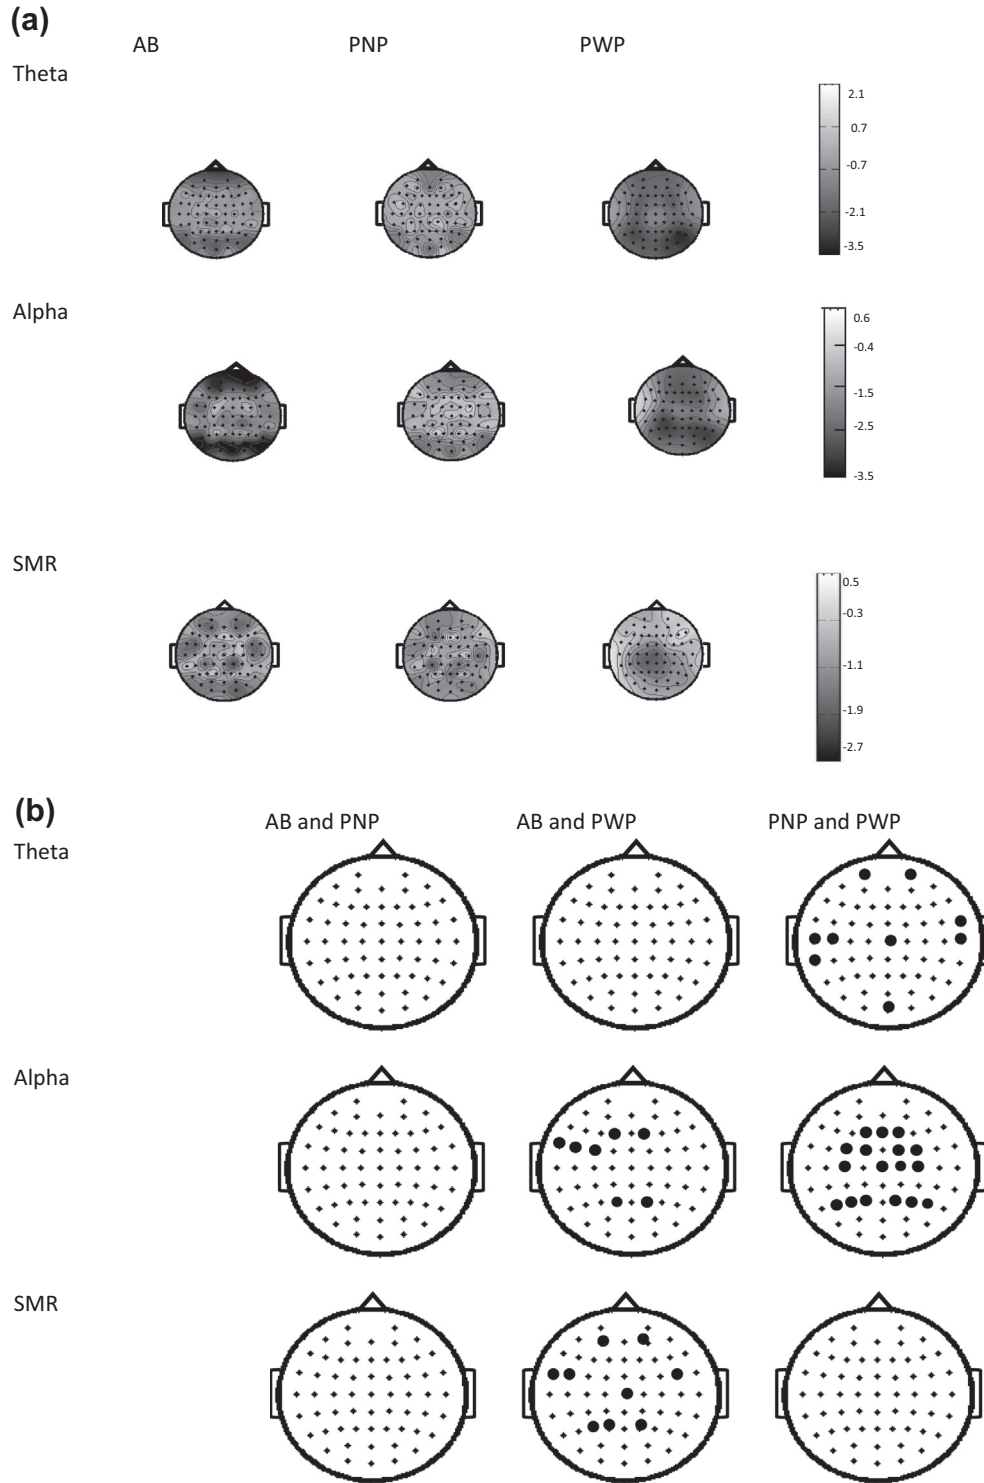 (a)
AB PNP PWP
Theta
2.1
0.7
-0.7
-2.1
-3.5
Alpha
0.6
-0.4
-1.5
-2.5
-3.5
SMR
0.5
-0.3
-1.1
-1.9
-2.7
(b)
AB and PNP AB and PWP PNP and PWP
Theta
Alpha
SMR